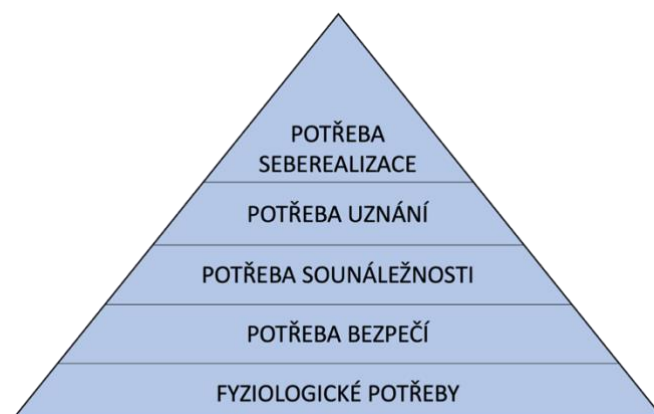 POTŘEBA
SEBEREALIZACE
POTŘEBA UZNÁNÍ
POTŘEBA SOUNÁLEŽNOSTI
POTŘEBA BEZPEČÍ
FYZIOLOGICKÉ POTŘEBY